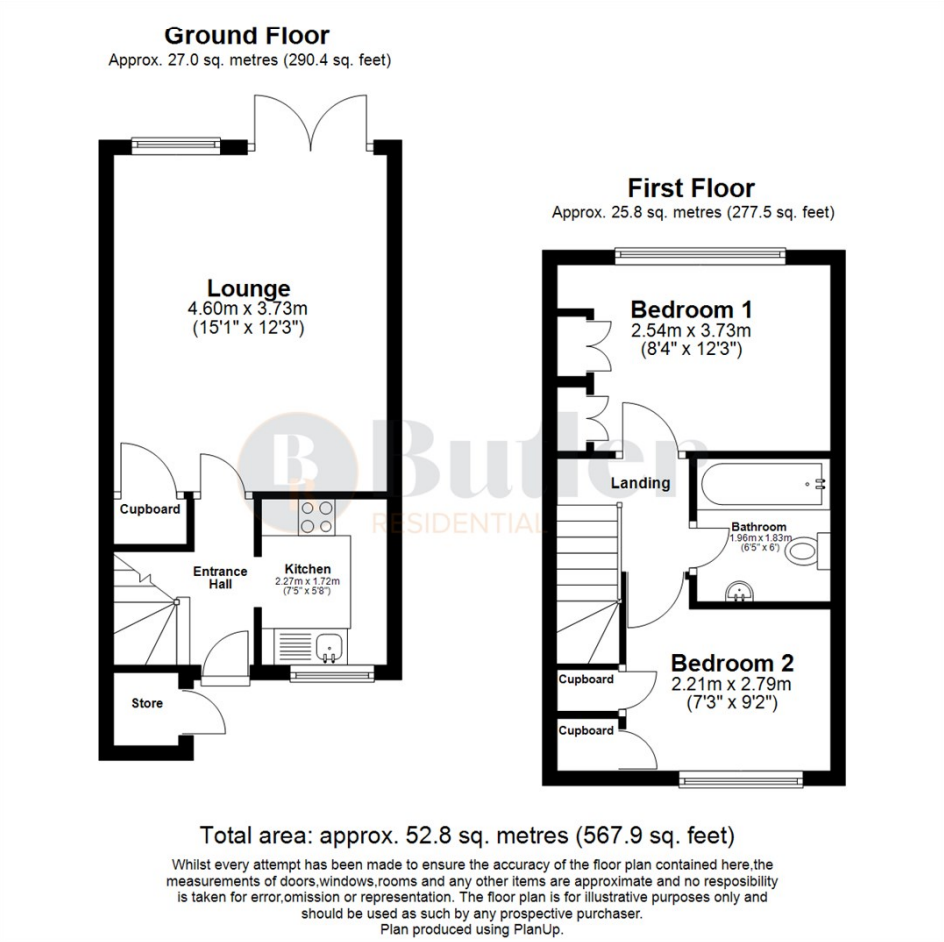 Ground Floor
Approx. 27.0 sq. metres (290.4 sq. feet)
Lounge
4.60m x 3.73m
(15'1" x 12'3")
Cupboard
Entrance
Hall
Kitchen
2.27m x 1.72m
(7'5" x 5'8")
Store
First Floor
Approx. 25.8 sq. metres (277.5 sq. feet)
Bedroom 1
2.54m x 3.73m
(8'4" x 12'3")
Landing
Bathroom
1.96m x 1.83m
(6'5" x 6')
Bedroom 2
2.21m x 2.79m
(7'3" x 9'2")
Cupboard
Cupboard
BR Butler
RESIDENTIAL
Total area: approx. 52.8 sq. metres (567.9 sq. feet)
Whilst every attempt has been made to ensure the accuracy of the floor plan contained here,the
measurements of doors,windows,rooms and any other items are approximate and no resposibility
is taken for error,omission or representation. The floor plan is for illustrative purposes only and
should be used as such by any prospective purchaser.
Plan produced using PlanUp.